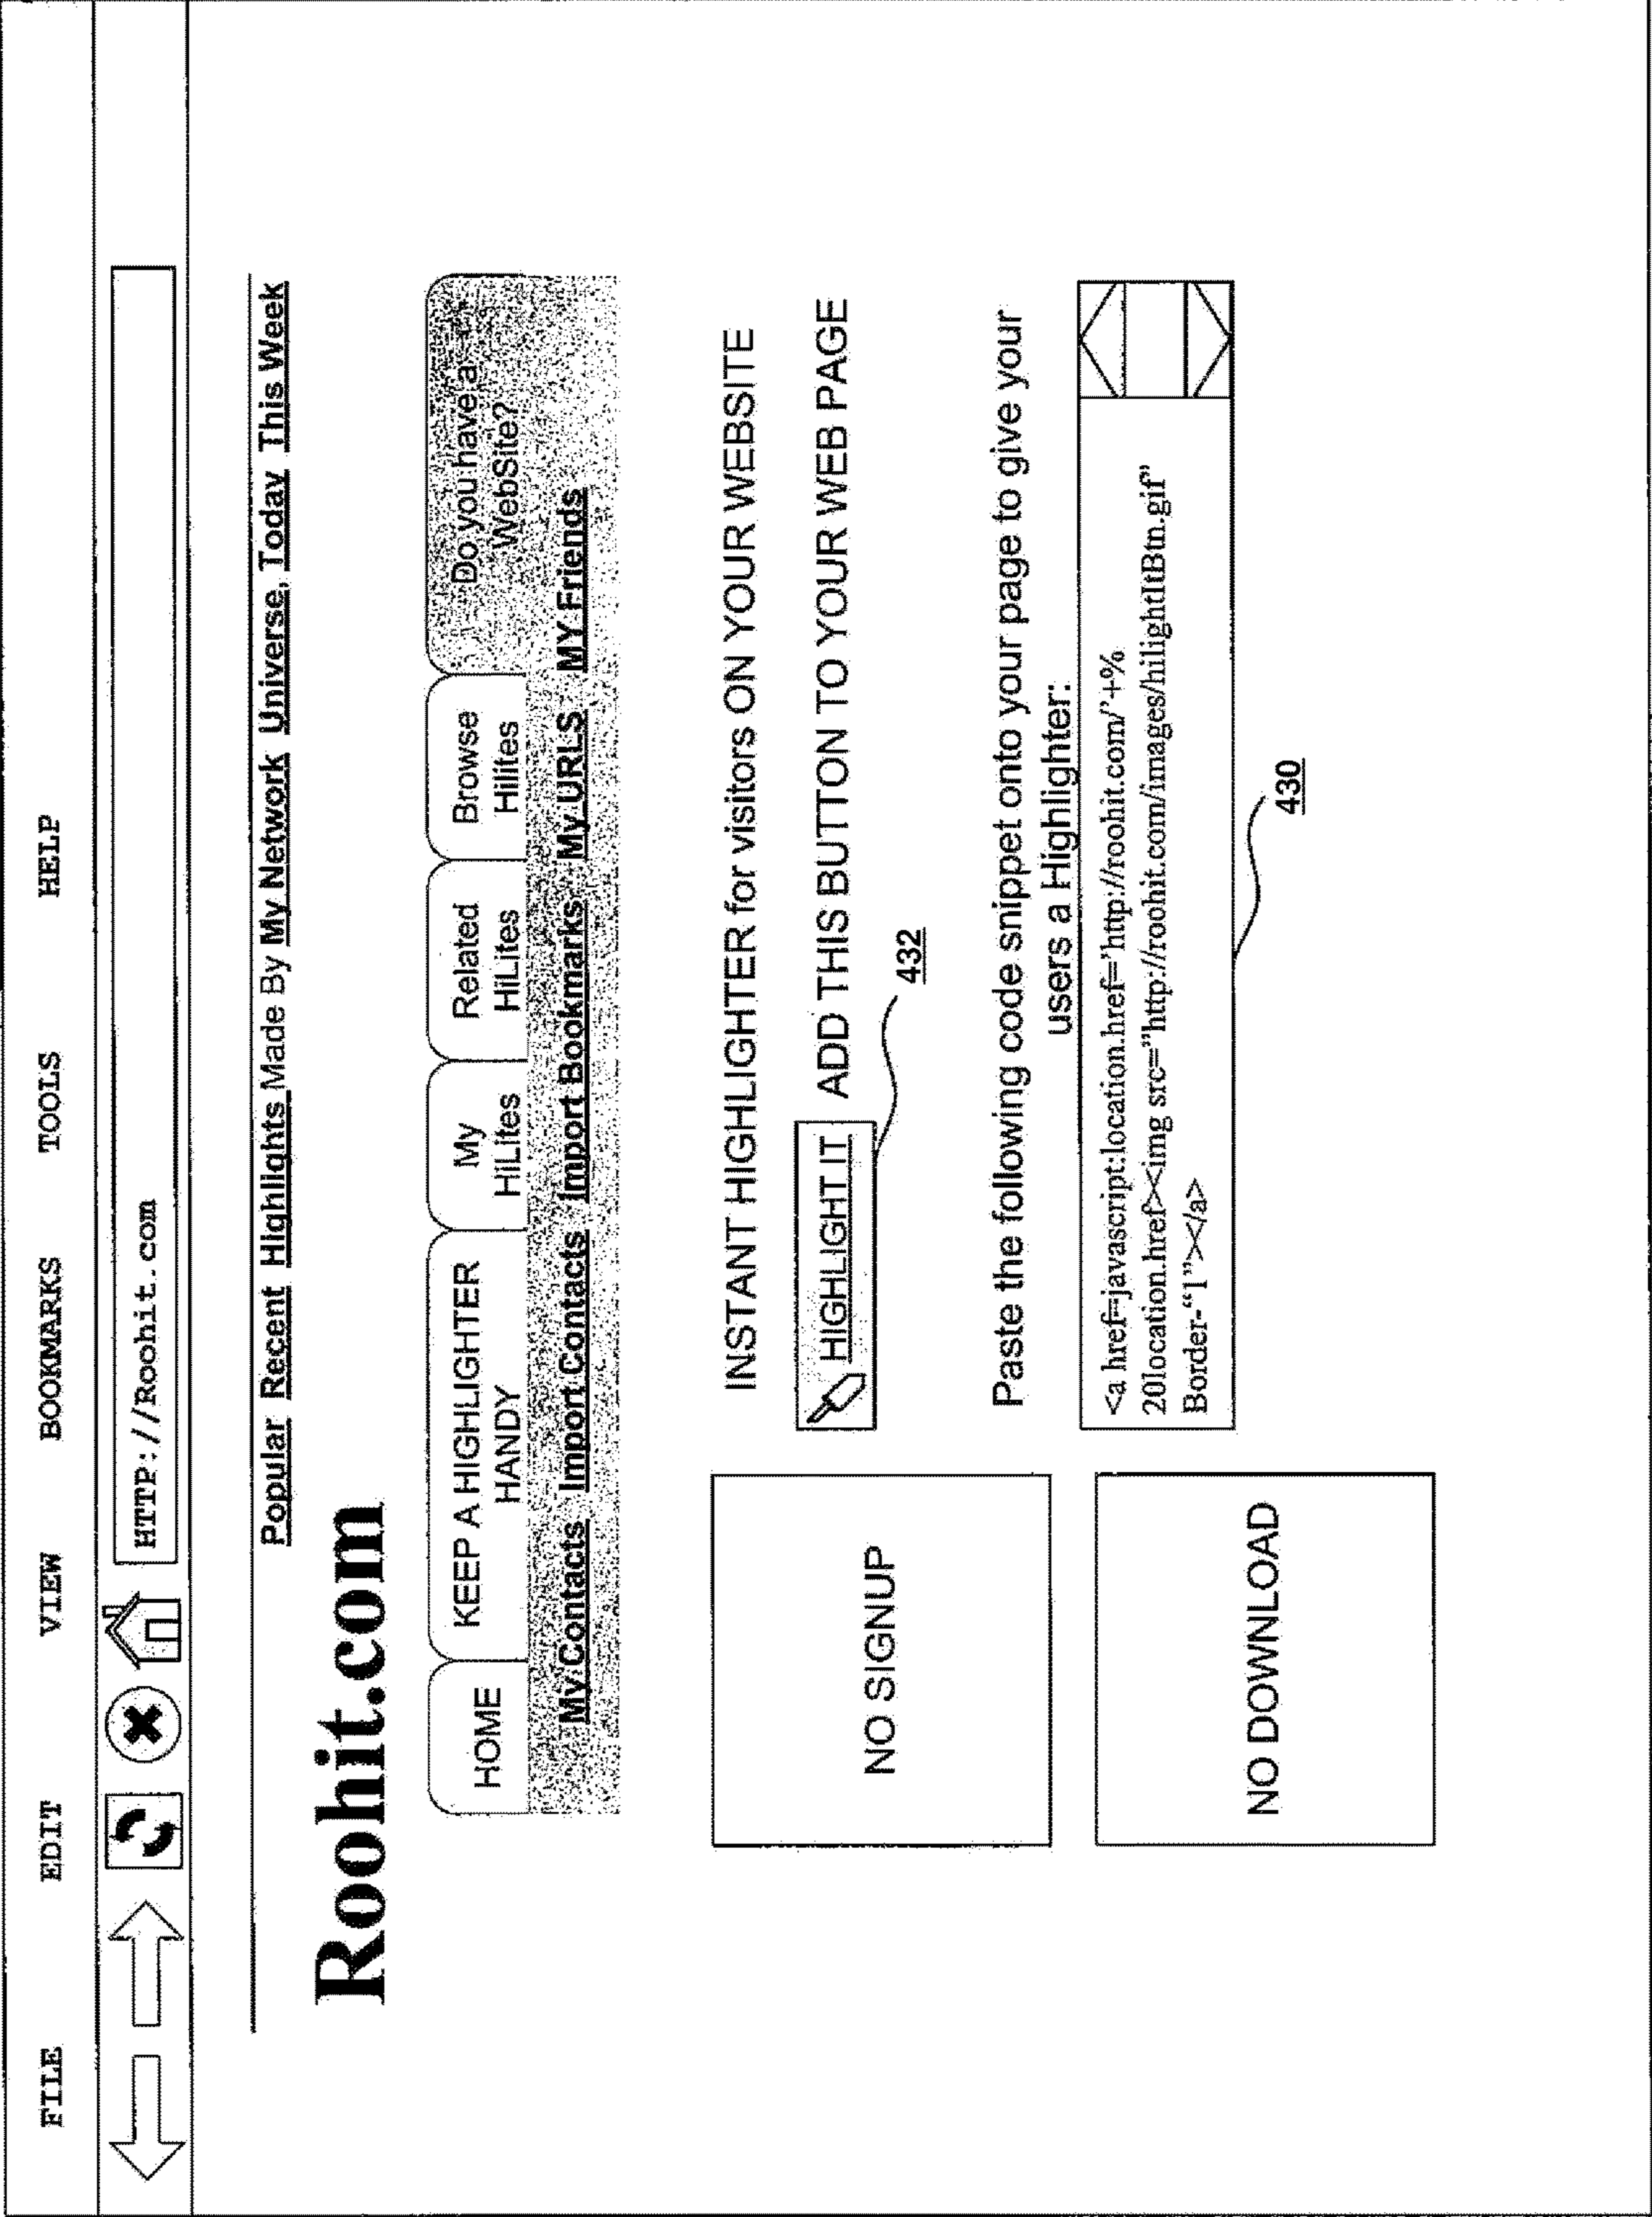 FILE EDIT VIEW BOOKMARKS TOOLS HELP
HTTP://Roohit.com
Popular Recent Highlights Made By My Network Universe, Today This Week
Roohit.com
HOME
KEEP A HIGHLIGHTER
HANDY
My
HiLites
Related
HiLites
Browse
Hilites
Do you have a
WebSite?
My Contacts Import Contacts Import Bookmarks My URLS MY Friends
INSTANT HIGHLIGHTER for visitors ON YOUR WEBSITE
HIGHLIGHT IT ADD THIS BUTTON TO YOUR WEB PAGE
432
NO SIGNUP
Paste the following code snippet onto your page to give your
users a Highlighter:
<a href=javascript:location.href='http://roohit.com/''+%
20location.href><img src="http://roohit.com/images/hilightItBtn.gif"
Border-"1"></a>
430
NO DOWNLOAD